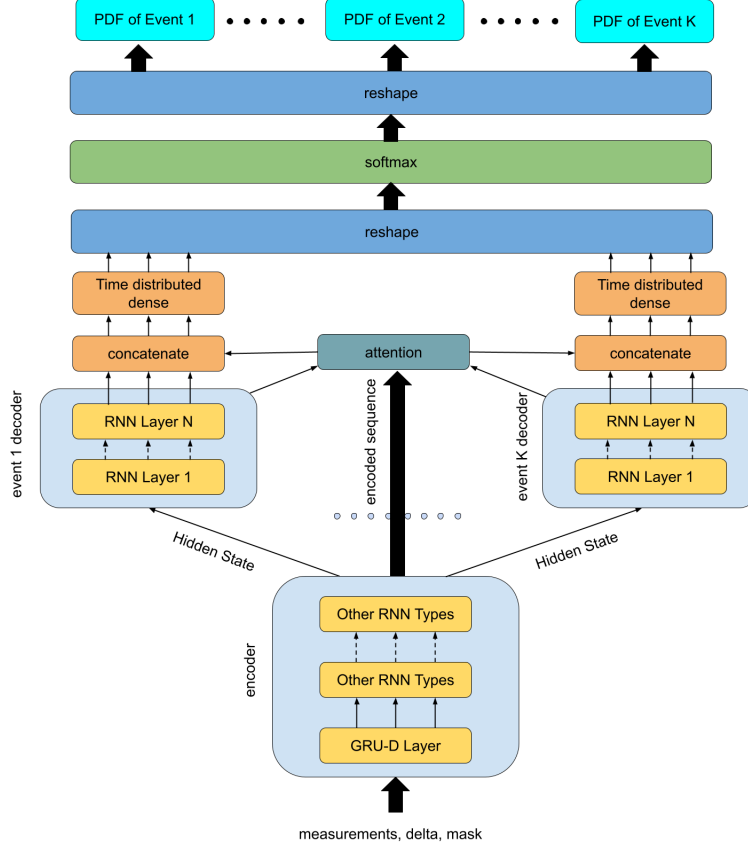 PDF of Event 1
PDF of Event 2
PDF of Event K
reshape
softmax
reshape
Time distributed
dense
Time distributed
dense
concatenate
attention
concatenate
event 1 decoder
RNN Layer N
RNN Layer 1
encoded sequence
event K decoder
RNN Layer N
RNN Layer 1
Hidden State
Hidden State
encoder
Other RNN Types
Other RNN Types
GRU-D Layer
measurements, delta, mask